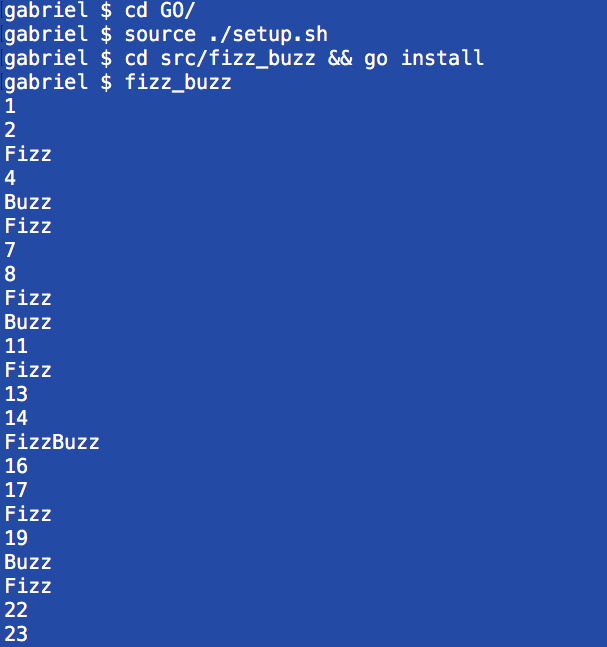 gabriel $ cd GO/
gabriel $ source ./setup.sh
gabriel $ cd src/fizz_buzz && go install
gabriel $ fizz_buzz
1
2
Fizz
4
Buzz
Fizz
7
8
Fizz
Buzz
11
Fizz
13
14
FizzBuzz
16
17
Fizz
19
Buzz
Fizz
22
23